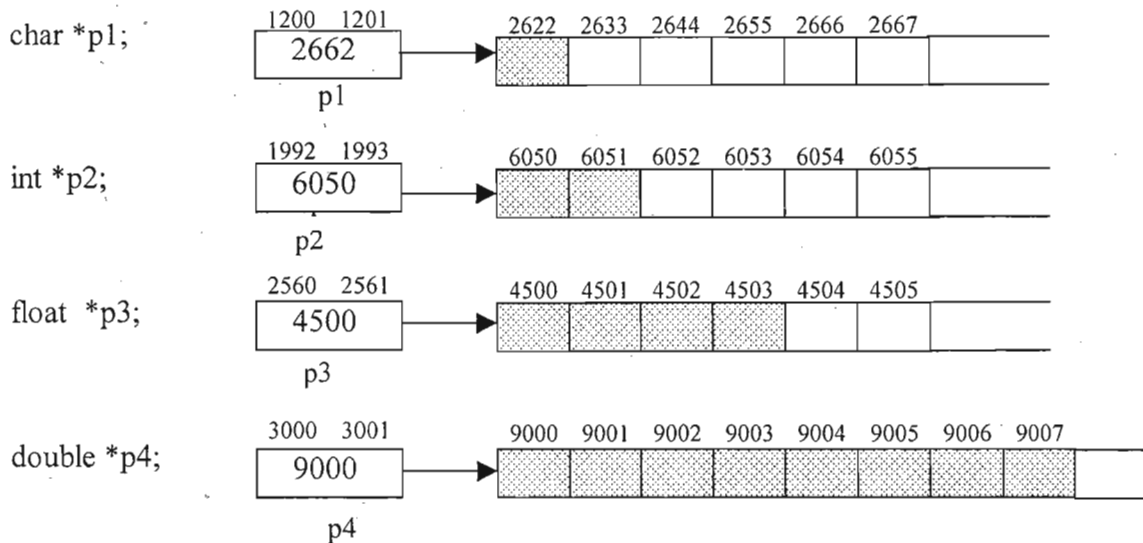 1200 1201 2622 2633 2644 2655 2666 2667
char *p1; 2662
p1
1992 1993 6050 6051 6052 6053 6054 6055
int *p2; 6050
p2
2560 2561 4500 4501 4502 4503 4504 4505
float *p3; 4500
p3
3000 3001 9000 9001 9002 9003 9004 9005 9006 9007
double *p4; 9000
p4